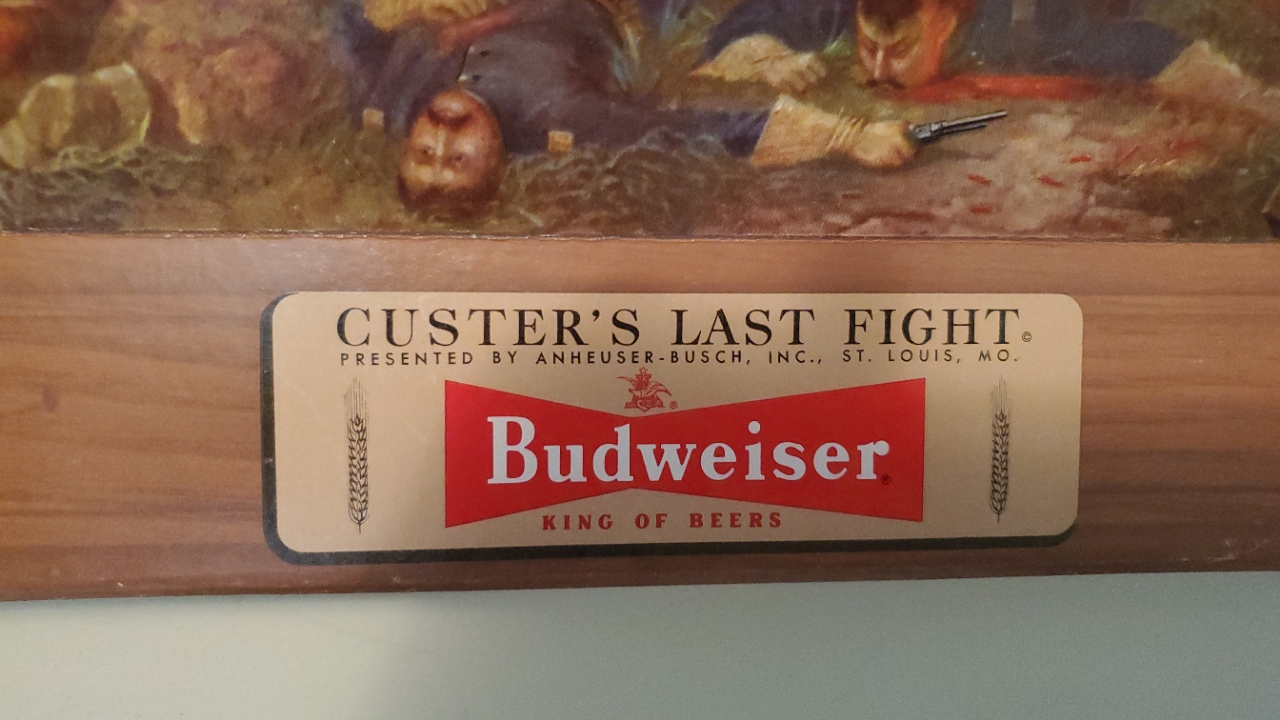 CUSTER'S LAST FIGHT©
PRESENTED BY ANHEUSER-BUSCH, INC., ST. LOUIS, MO.
®
Budweiser®
KING OF BEERS